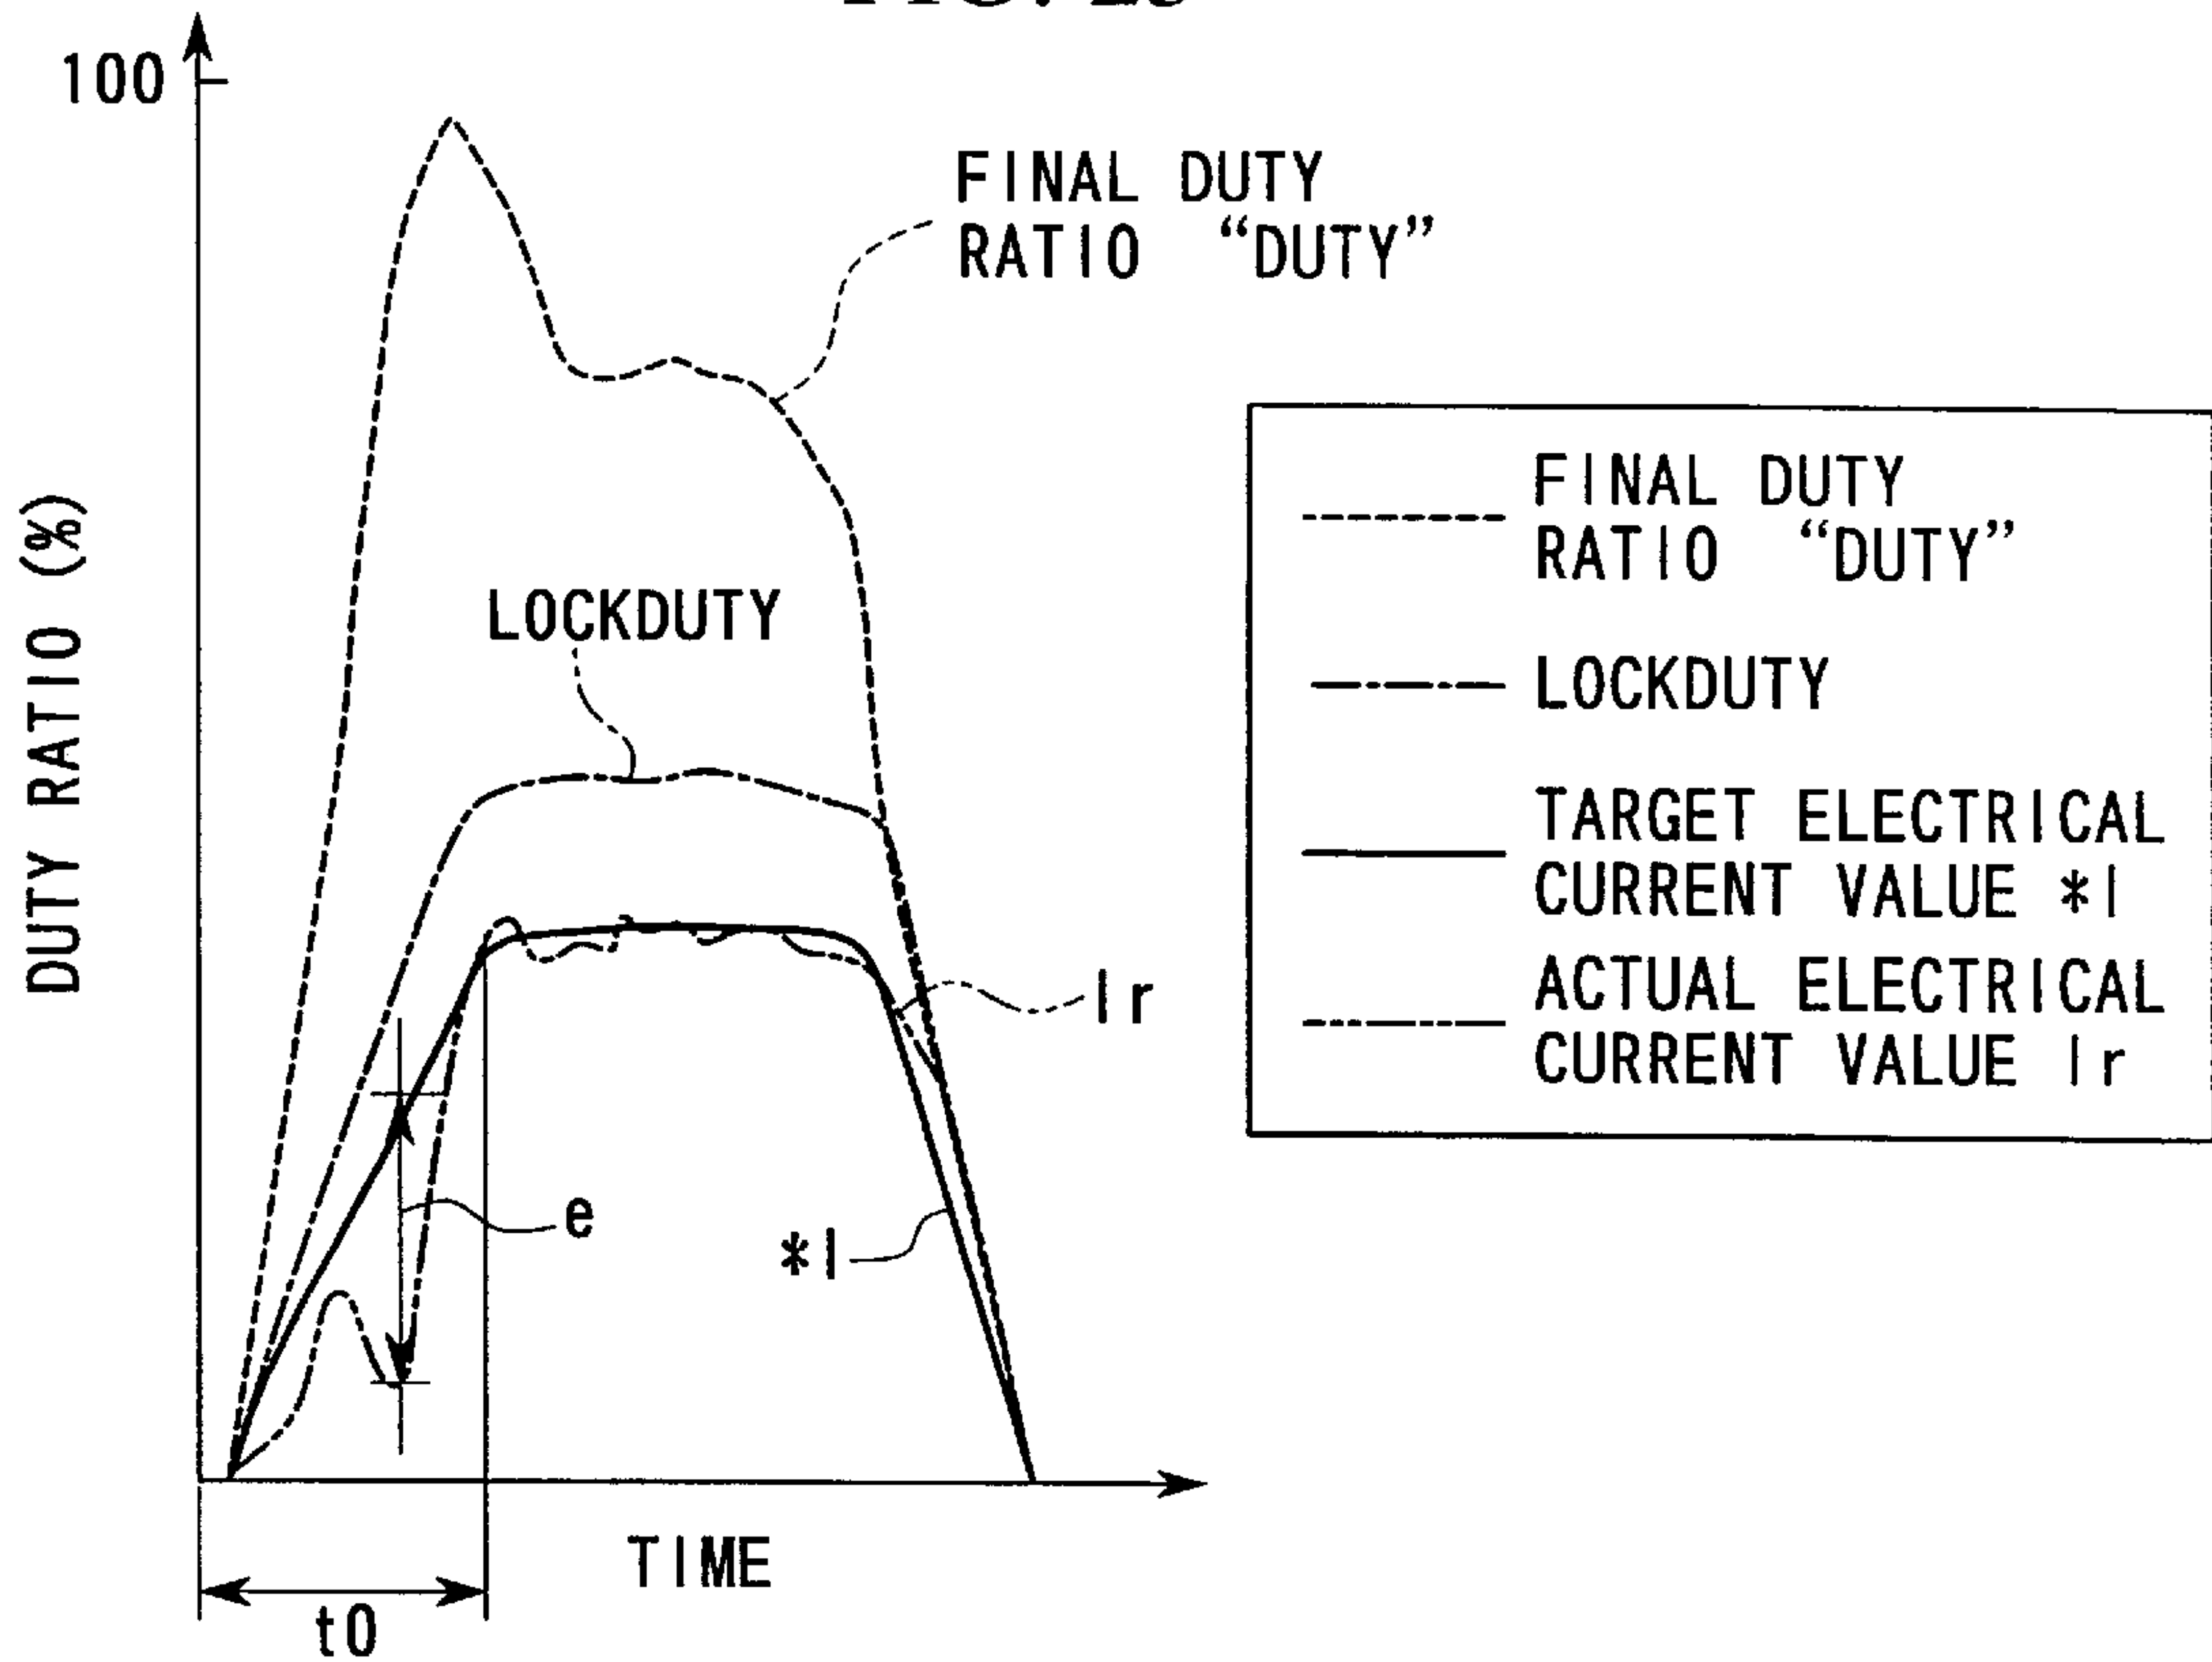 100
DUTY RATIO (%)
FINAL DUTY
RATIO "DUTY"
LOCKDUTY
Ir
e
*I
TIME
t0
FINAL DUTY
RATIO "DUTY"
LOCKDUTY
TARGET ELECTRICAL
CURRENT VALUE *I
ACTUAL ELECTRICAL
CURRENT VALUE Ir